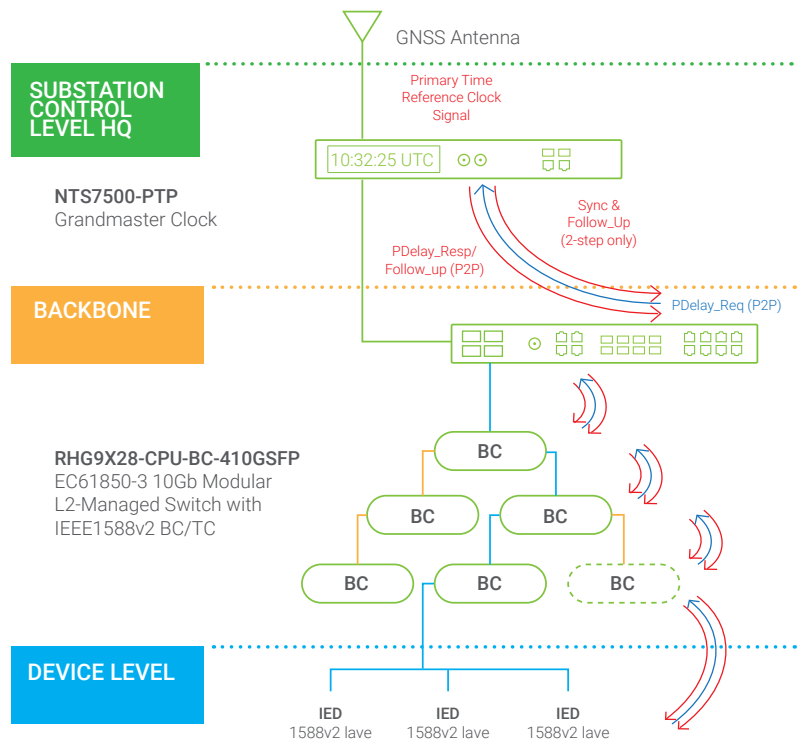 GNSS Antenna
SUBSTATION
CONTROL
LEVEL HQ
Primary Time
Reference Clock
Signal
10:32:25 UTC
NTS7500-PTP
Grandmaster Clock
Sync &
Follow_Up
(2-step only)
PDelay_Resp/
Follow_up (P2P)
BACKBONE
PDelay_Req (P2P)
RHG9X28-CPU-BC-410GSFP
EC61850-3 10Gb Modular
L2-Managed Switch with
IEEE1588v2 BC/TC
BC
BC
BC
BC
BC
BC
DEVICE LEVEL
IED
1588v2 lave
IED
1588v2 lave
IED
1588v2 lave